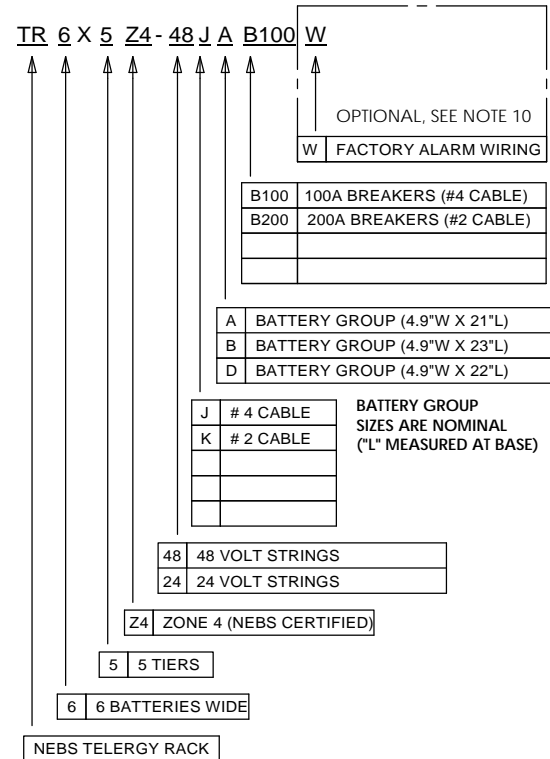 TR 6 X 5 Z4 - 48 J A B100 W
OPTIONAL, SEE NOTE 10
W FACTORY ALARM WIRING
B100 100A BREAKERS (#4 CABLE)
B200 200A BREAKERS (#2 CABLE)
A BATTERY GROUP (4.9"W X 21"L)
B BATTERY GROUP (4.9"W X 23"L)
D BATTERY GROUP (4.9"W X 22"L)
J # 4 CABLE
K # 2 CABLE
BATTERY GROUP
SIZES ARE NOMINAL
("L" MEASURED AT BASE)
48 48 VOLT STRINGS
24 24 VOLT STRINGS
Z4 ZONE 4 (NEBS CERTIFIED)
5 5 TIERS
6 6 BATTERIES WIDE
NEBS TELERGY RACK